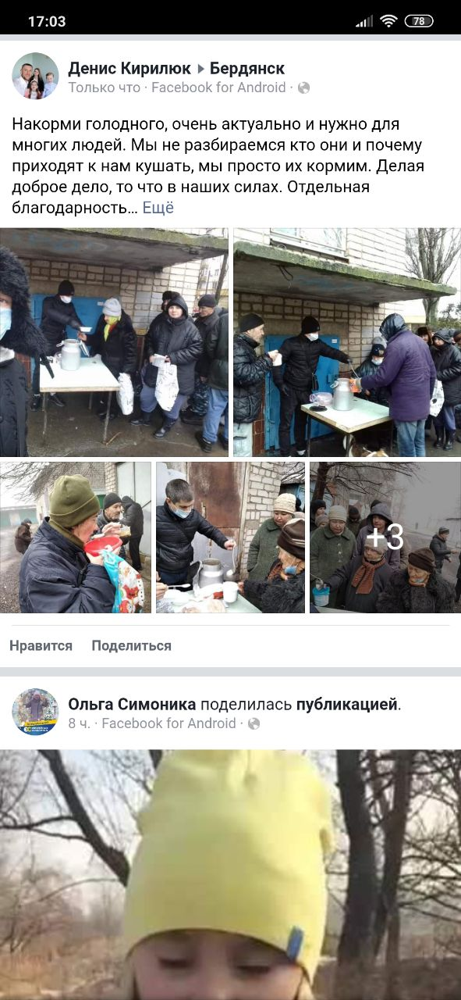 17:03
78
Денис Кирилюк ▸ Бердянск
Только что · Facebook for Android ·
Накорми голодного, очень актуально и нужно для
многих людей. Мы не разбираемся кто они и почему
приходят к нам кушать, мы просто их кормим. Делая
доброе дело, то что в наших силах. Отдельная
благодарность... Ещё
+3
Нравится Поделиться
Ольга Симоника поделилась публикацией.
8 ч. · Facebook for Android ·